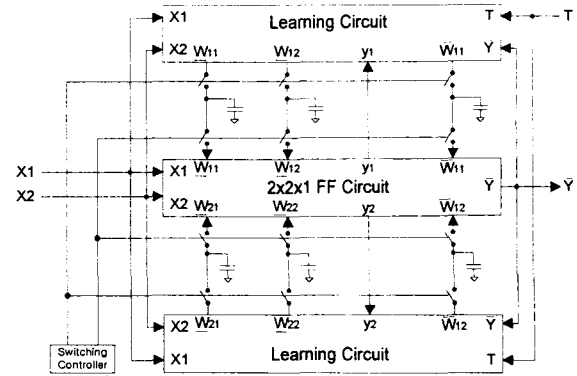 X1 Learning Circuit T T
X2 W11 W12 y1 W̄11 Ȳ
X1 X1 W11 W12 y1 W̄11
2x2x1 FF Circuit Ȳ Ȳ
X2 X2 W21 W22 y2 W̄12
X2 W21 W22 y2 W̄12 Ȳ
X1 Learning Circuit T
Switching
Controller